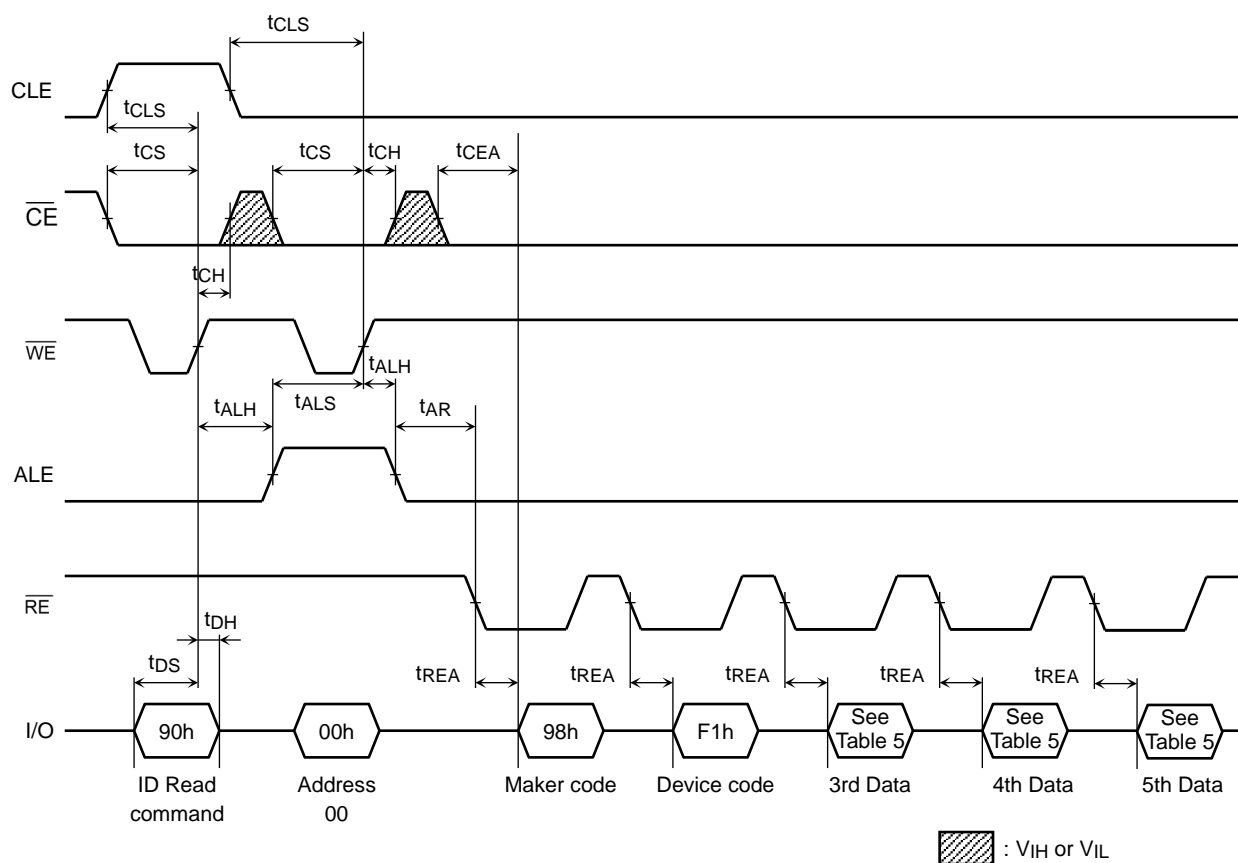 tCLS
CLE
tCLS
tCS
tCS
tCH
tCEA
CE
tCH
WE
tALH
tALH
tALS
tAR
ALE
RE
tDH
tDS
tREA
tREA
tREA
tREA
tREA
I/O
90h
00h
98h
F1h
See
Table 5
See
Table 5
See
Table 5
ID Read
command
Address
00
Maker code
Device code
3rd Data
4th Data
5th Data
: VIH or VIL